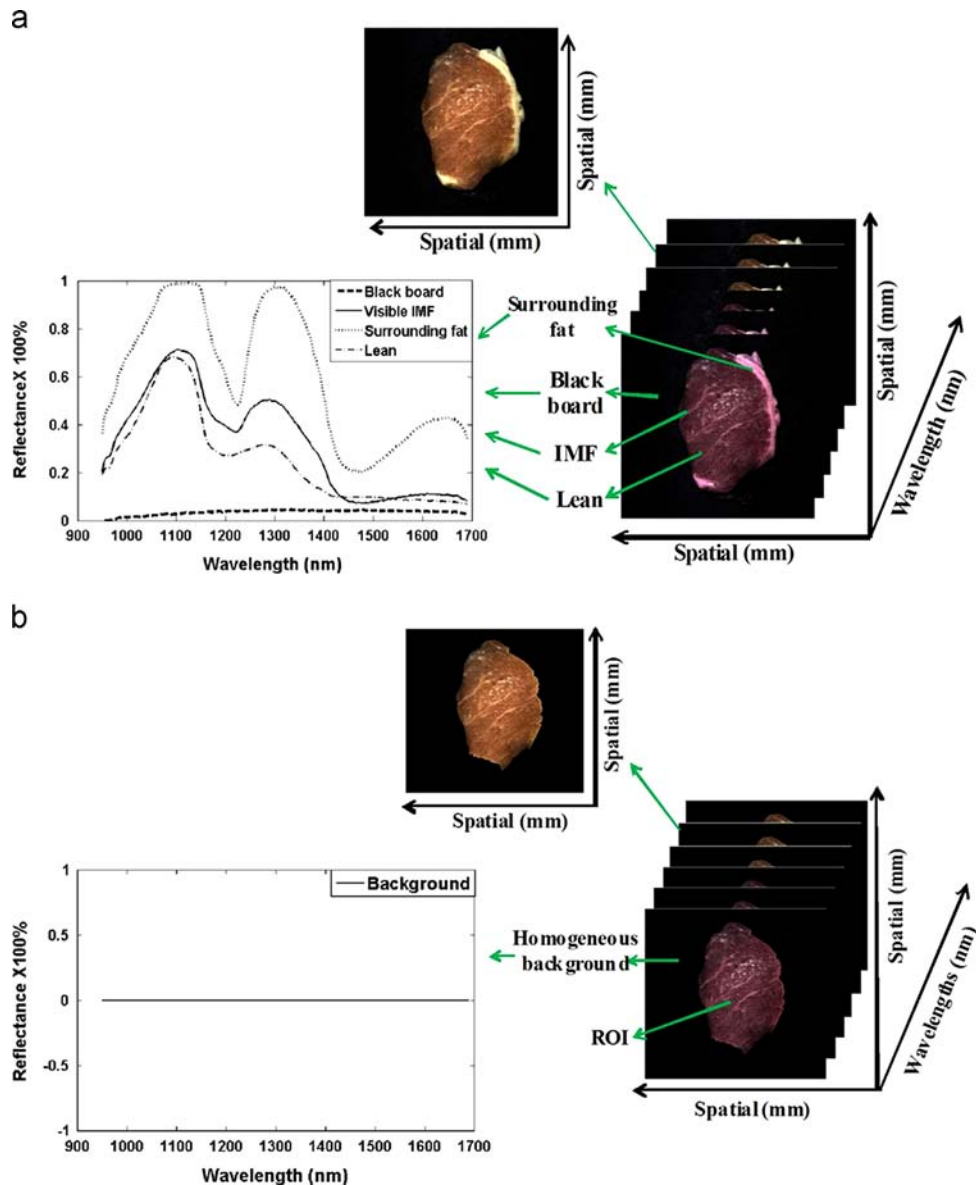 a
Spatial (mm)
Spatial (mm)
1
0.8
0.6
0.4
0.2
0
ReflectanceX 100%
Black board
Visible IMF
Surrounding fat
Lean
900 1000 1100 1200 1300 1400 1500 1600 1700
Wavelength (nm)
Surrounding
fat
Black
board
IMF
Lean
Spatial (mm)
Wavelength (nm)
Spatial (mm)
b
Spatial (mm)
Spatial (mm)
1
0.5
0
-0.5
-1
Reflectance X100%
Background
900 1000 1100 1200 1300 1400 1500 1600 1700
Wavelength (nm)
Homogeneous
background
ROI
Spatial (mm)
Wavelengths (nm)
Spatial (mm)